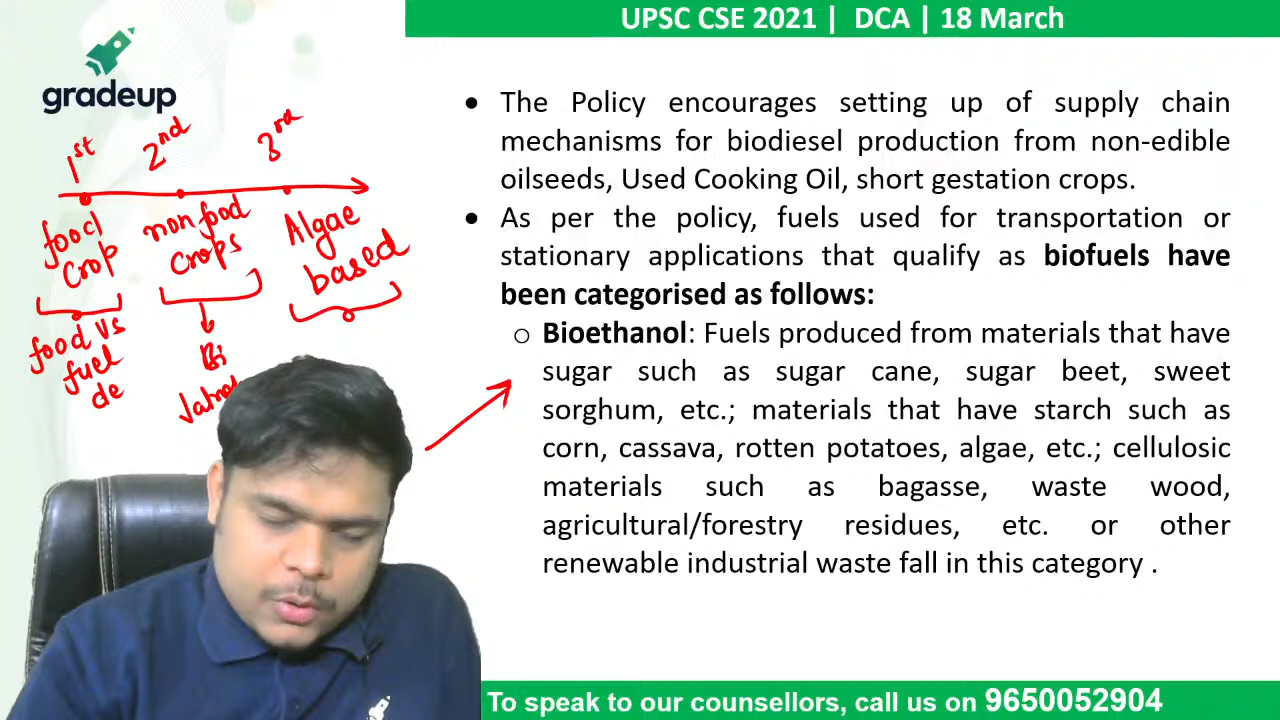 UPSC CSE 2021 | DCA | 18 March
gradeup
1st 2nd 3rd
food crop
non food crops
Algae based
food vs fuel de
• The Policy encourages setting up of supply chain
mechanisms for biodiesel production from non-edible
oilseeds, Used Cooking Oil, short gestation crops.
• As per the policy, fuels used for transportation or
stationary applications that qualify as biofuels have
been categorised as follows:
o Bioethanol: Fuels produced from materials that have
sugar such as sugar cane, sugar beet, sweet
sorghum, etc.; materials that have starch such as
corn, cassava, rotten potatoes, algae, etc.; cellulosic
materials such as bagasse, waste wood,
agricultural/forestry residues, etc. or other
renewable industrial waste fall in this category .
To speak to our counsellors, call us on 9650052904